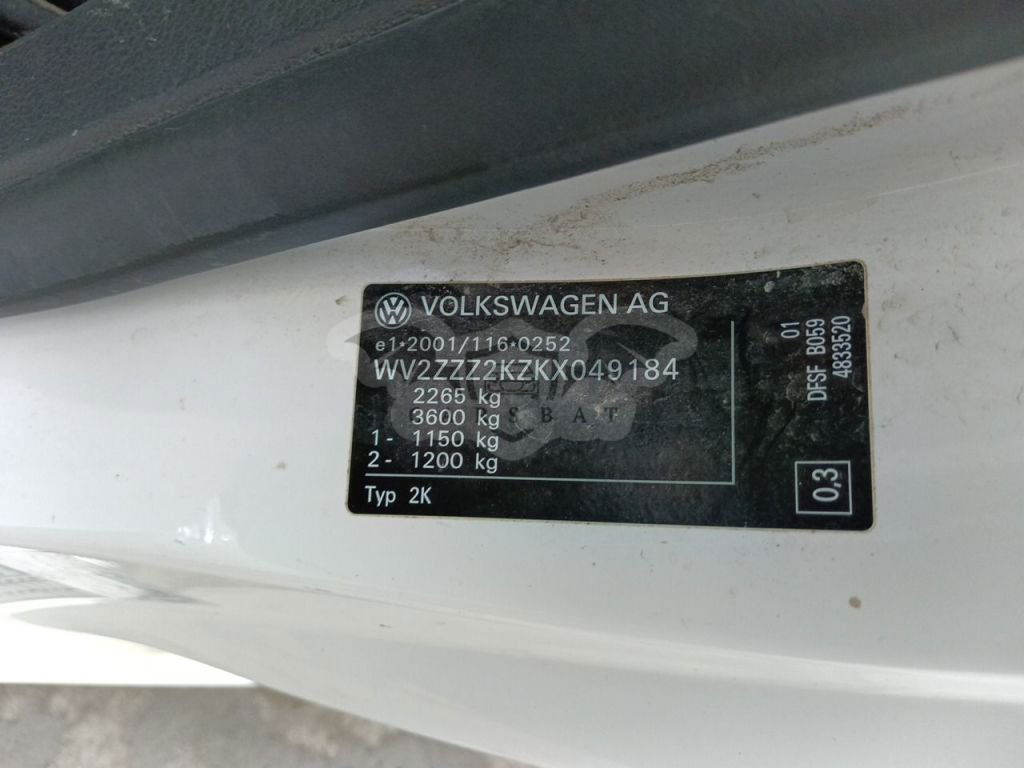 VOLKSWAGEN AG
e1*2001/116*0252
WV2ZZZ2KZKX049184
2265 kg
3600 kg
1- 1150 kg
2- 1200 kg
Typ 2K
01
DFSF B059
4833520
0,3
CARSBAT